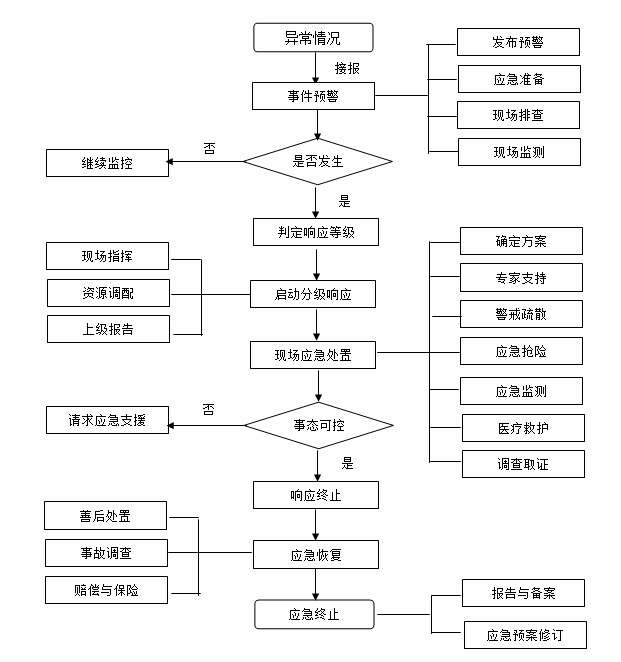 异常情况
接报
事件预警
发布预警
应急准备
现场排查
现场监测
是否发生
否
继续监控
是
判定响应等级
启动分级响应
现场指挥
资源调配
上级报告
现场应急处置
确定方案
专家支持
警戒疏散
应急抢险
应急监测
医疗救护
调查取证
事态可控
否
请求应急支援
是
响应终止
应急恢复
善后处置
事故调查
赔偿与保险
应急终止
报告与备案
应急预案修订